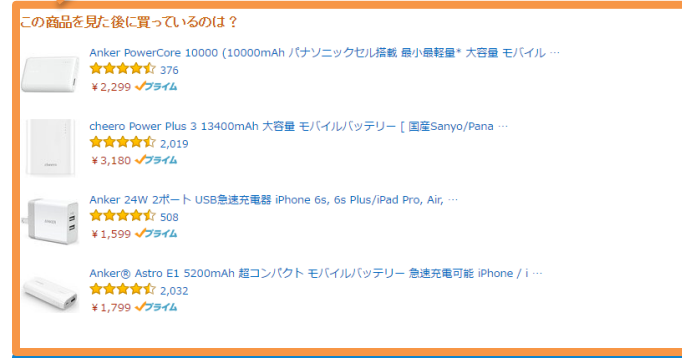 この商品を見た後に買っているのは？
Anker PowerCore 10000 (10000mAh パナソニックセル搭載 最小最軽量* 大容量 モバイル …
376
￥2,299 プライム
cheero Power Plus 3 13400mAh 大容量 モバイルバッテリー [ 国産Sanyo/Pana …
2,019
￥3,180 プライム
Anker 24W 2ポート USB急速充電器 iPhone 6s, 6s Plus/iPad Pro, Air, …
508
￥1,599 プライム
Anker® Astro E1 5200mAh 超コンパクト モバイルバッテリー 急速充電可能 iPhone / i …
2,032
￥1,799 プライム